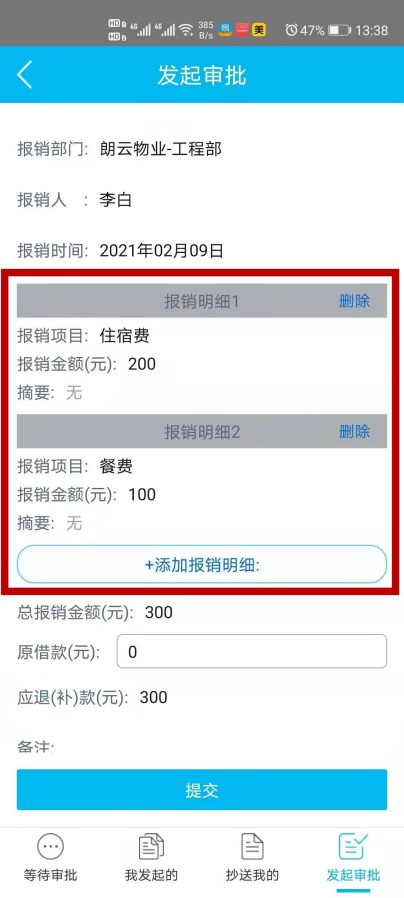 HD 1 4G 4G 385 B/s 美 47% 13:38
HD 2
发起审批
报销部门: 朗云物业-工程部
报销人 : 李白
报销时间: 2021年02月09日
报销明细1 删除
报销项目: 住宿费
报销金额(元): 200
摘要: 无
报销明细2 删除
报销项目: 餐费
报销金额(元): 100
摘要: 无
+添加报销明细:
总报销金额(元): 300
原借款(元): 0
应退(补)款(元): 300
备注:
提交
等待审批 我发起的 抄送我的 发起审批